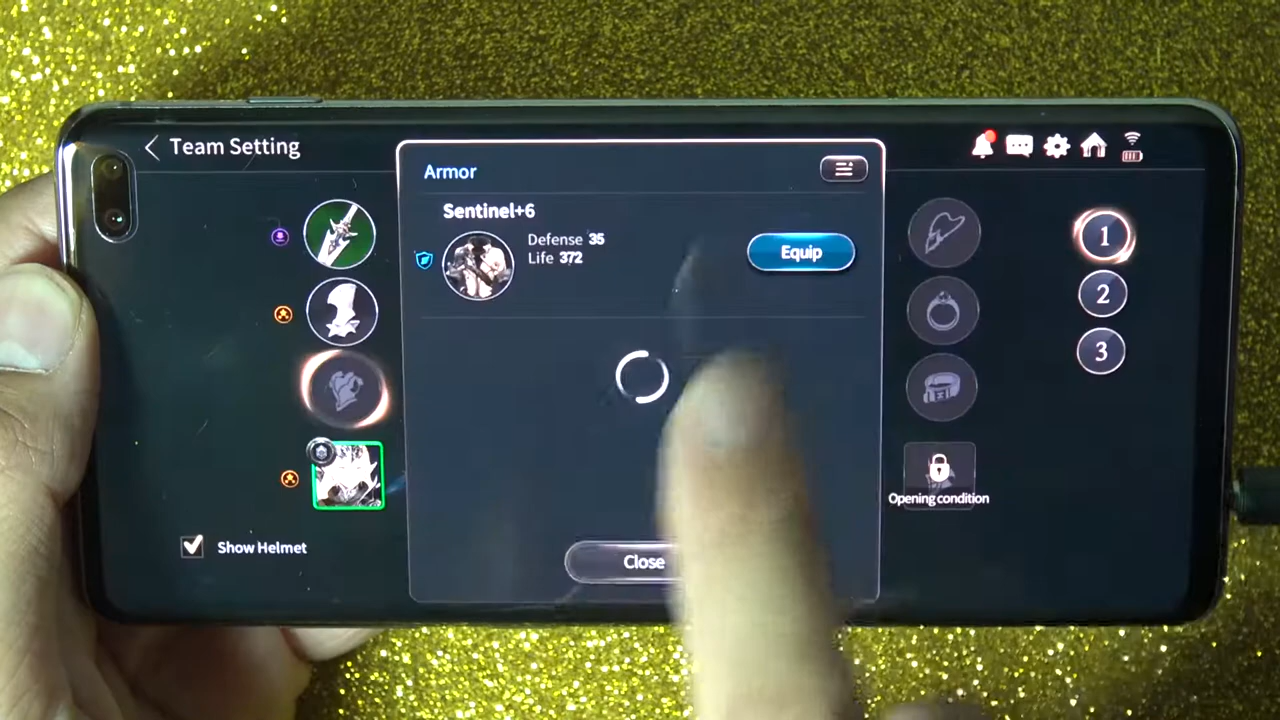 Team Setting
Armor
Sentinel+6
Defense 35
Life 372
Equip
1
2
3
Opening condition
Show Helmet
Close